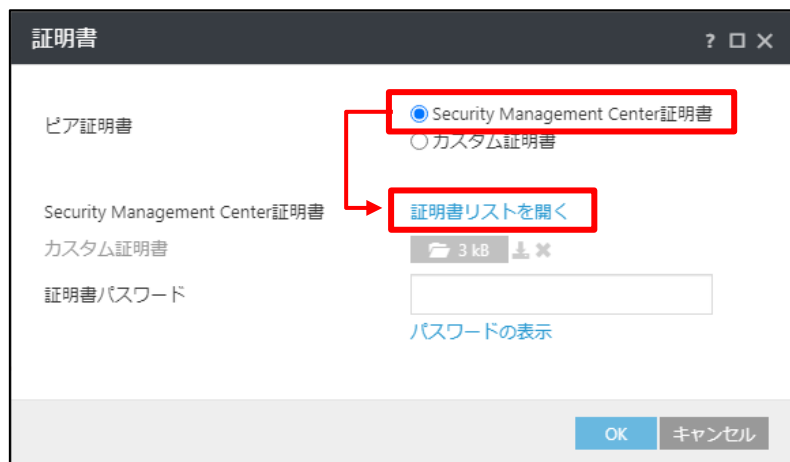 証明書
? □ ×
ピア証明書
Security Management Center証明書
カスタム証明書
Security Management Center証明書
証明書リストを開く
カスタム証明書
3 kB
証明書パスワード
パスワードの表示
OK
キャンセル